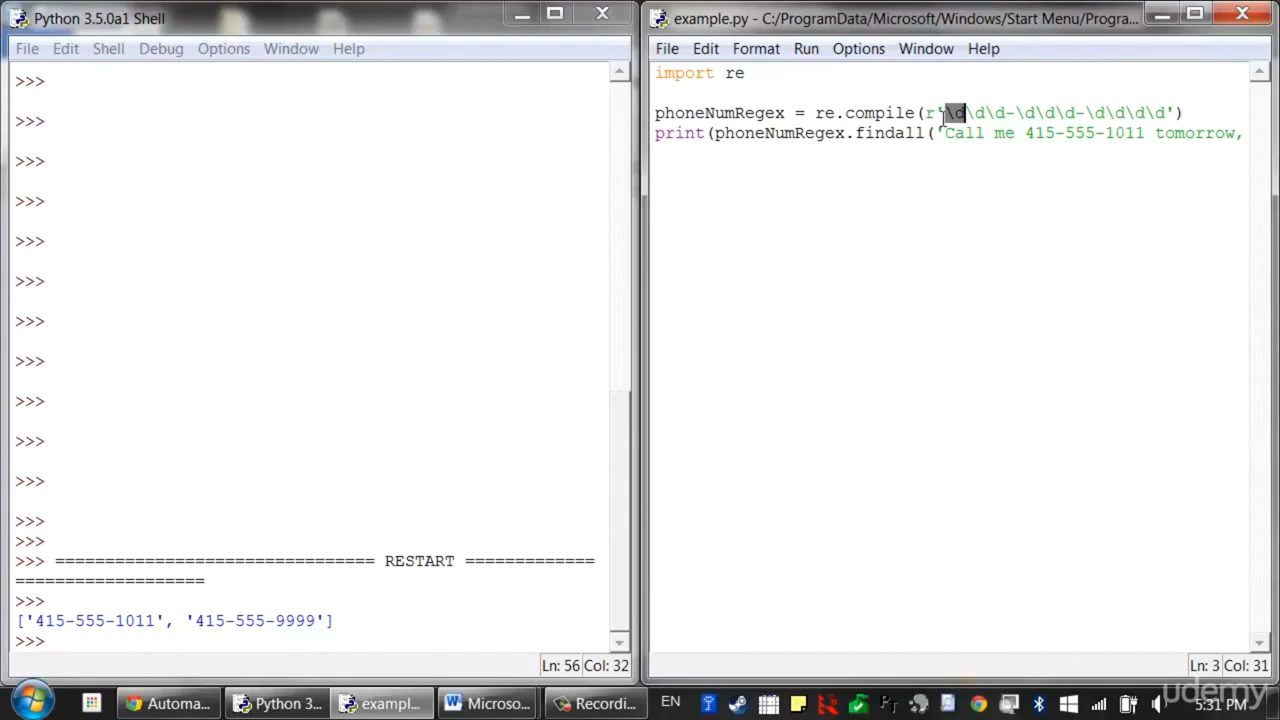 Python 3.5.0a1 Shell
File Edit Shell Debug Options Window Help
>>>
>>>
>>>
>>>
>>>
>>>
>>>
>>>
>>>
>>>
>>>
>>>
>>>
>>> ================================ RESTART =============
===================
>>>
['415-555-1011', '415-555-9999']
>>>
Ln: 56 Col: 32
example.py - C:/ProgramData/Microsoft/Windows/Start Menu/Progra...
File Edit Format Run Options Window Help
import re
phoneNumRegex = re.compile(r'\d\d\d-\d\d\d-\d\d\d\d')
print(phoneNumRegex.findall('Call me 415-555-1011 tomorrow,
Ln: 3 Col: 31
Automa... Python 3... exampl... Microso... Recordi... EN 5:31 PM
udemy